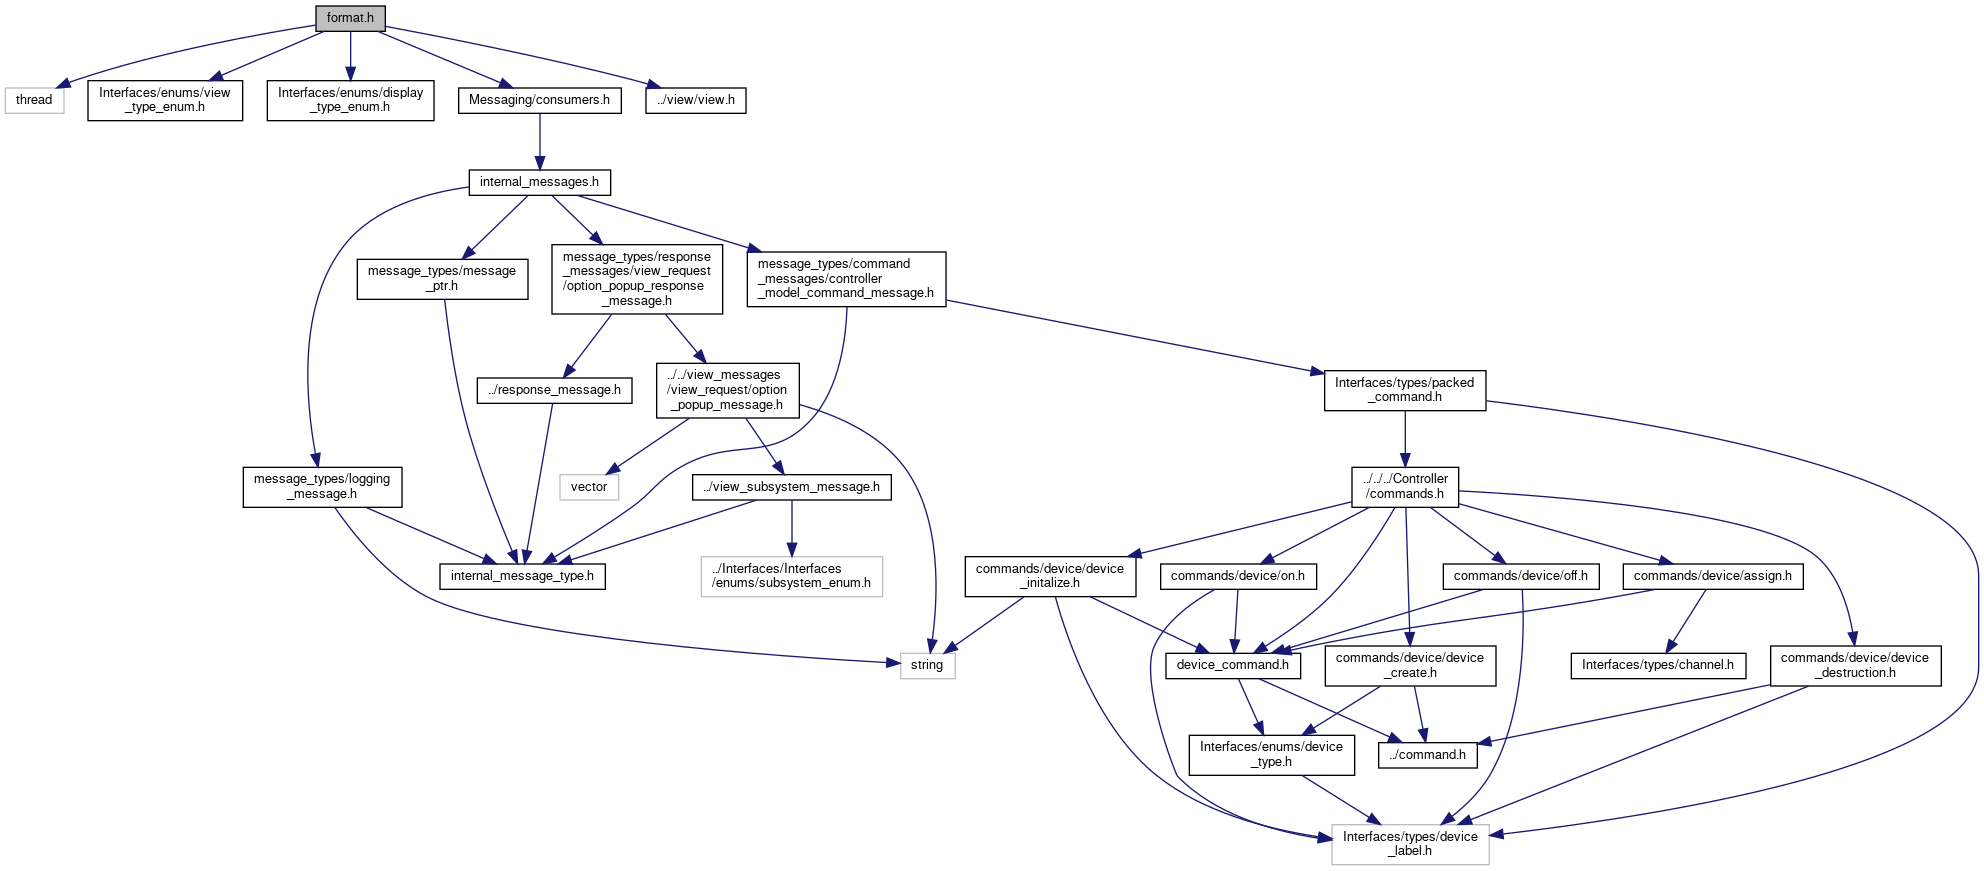 format.h
thread
Interfaces/enums/view
_type_enum.h
Interfaces/enums/display
_type_enum.h
Messaging/consumers.h
../view/view.h
internal_messages.h
message_types/message
_ptr.h
message_types/response
_messages/view_request
/option_popup_response
_message.h
message_types/command
_messages/controller
_model_command_message.h
../response_message.h
../../view_messages
/view_request/option
_popup_message.h
Interfaces/types/packed
_command.h
message_types/logging
_message.h
vector
../view_subsystem_message.h
../../../Controller
/commands.h
internal_message_type.h
../Interfaces/Interfaces
/enums/subsystem_enum.h
commands/device/device
_initalize.h
commands/device/on.h
commands/device/off.h
commands/device/assign.h
string
device_command.h
commands/device/device
_create.h
Interfaces/types/channel.h
commands/device/device
_destruction.h
Interfaces/enums/device
_type.h
../command.h
Interfaces/types/device
_label.h